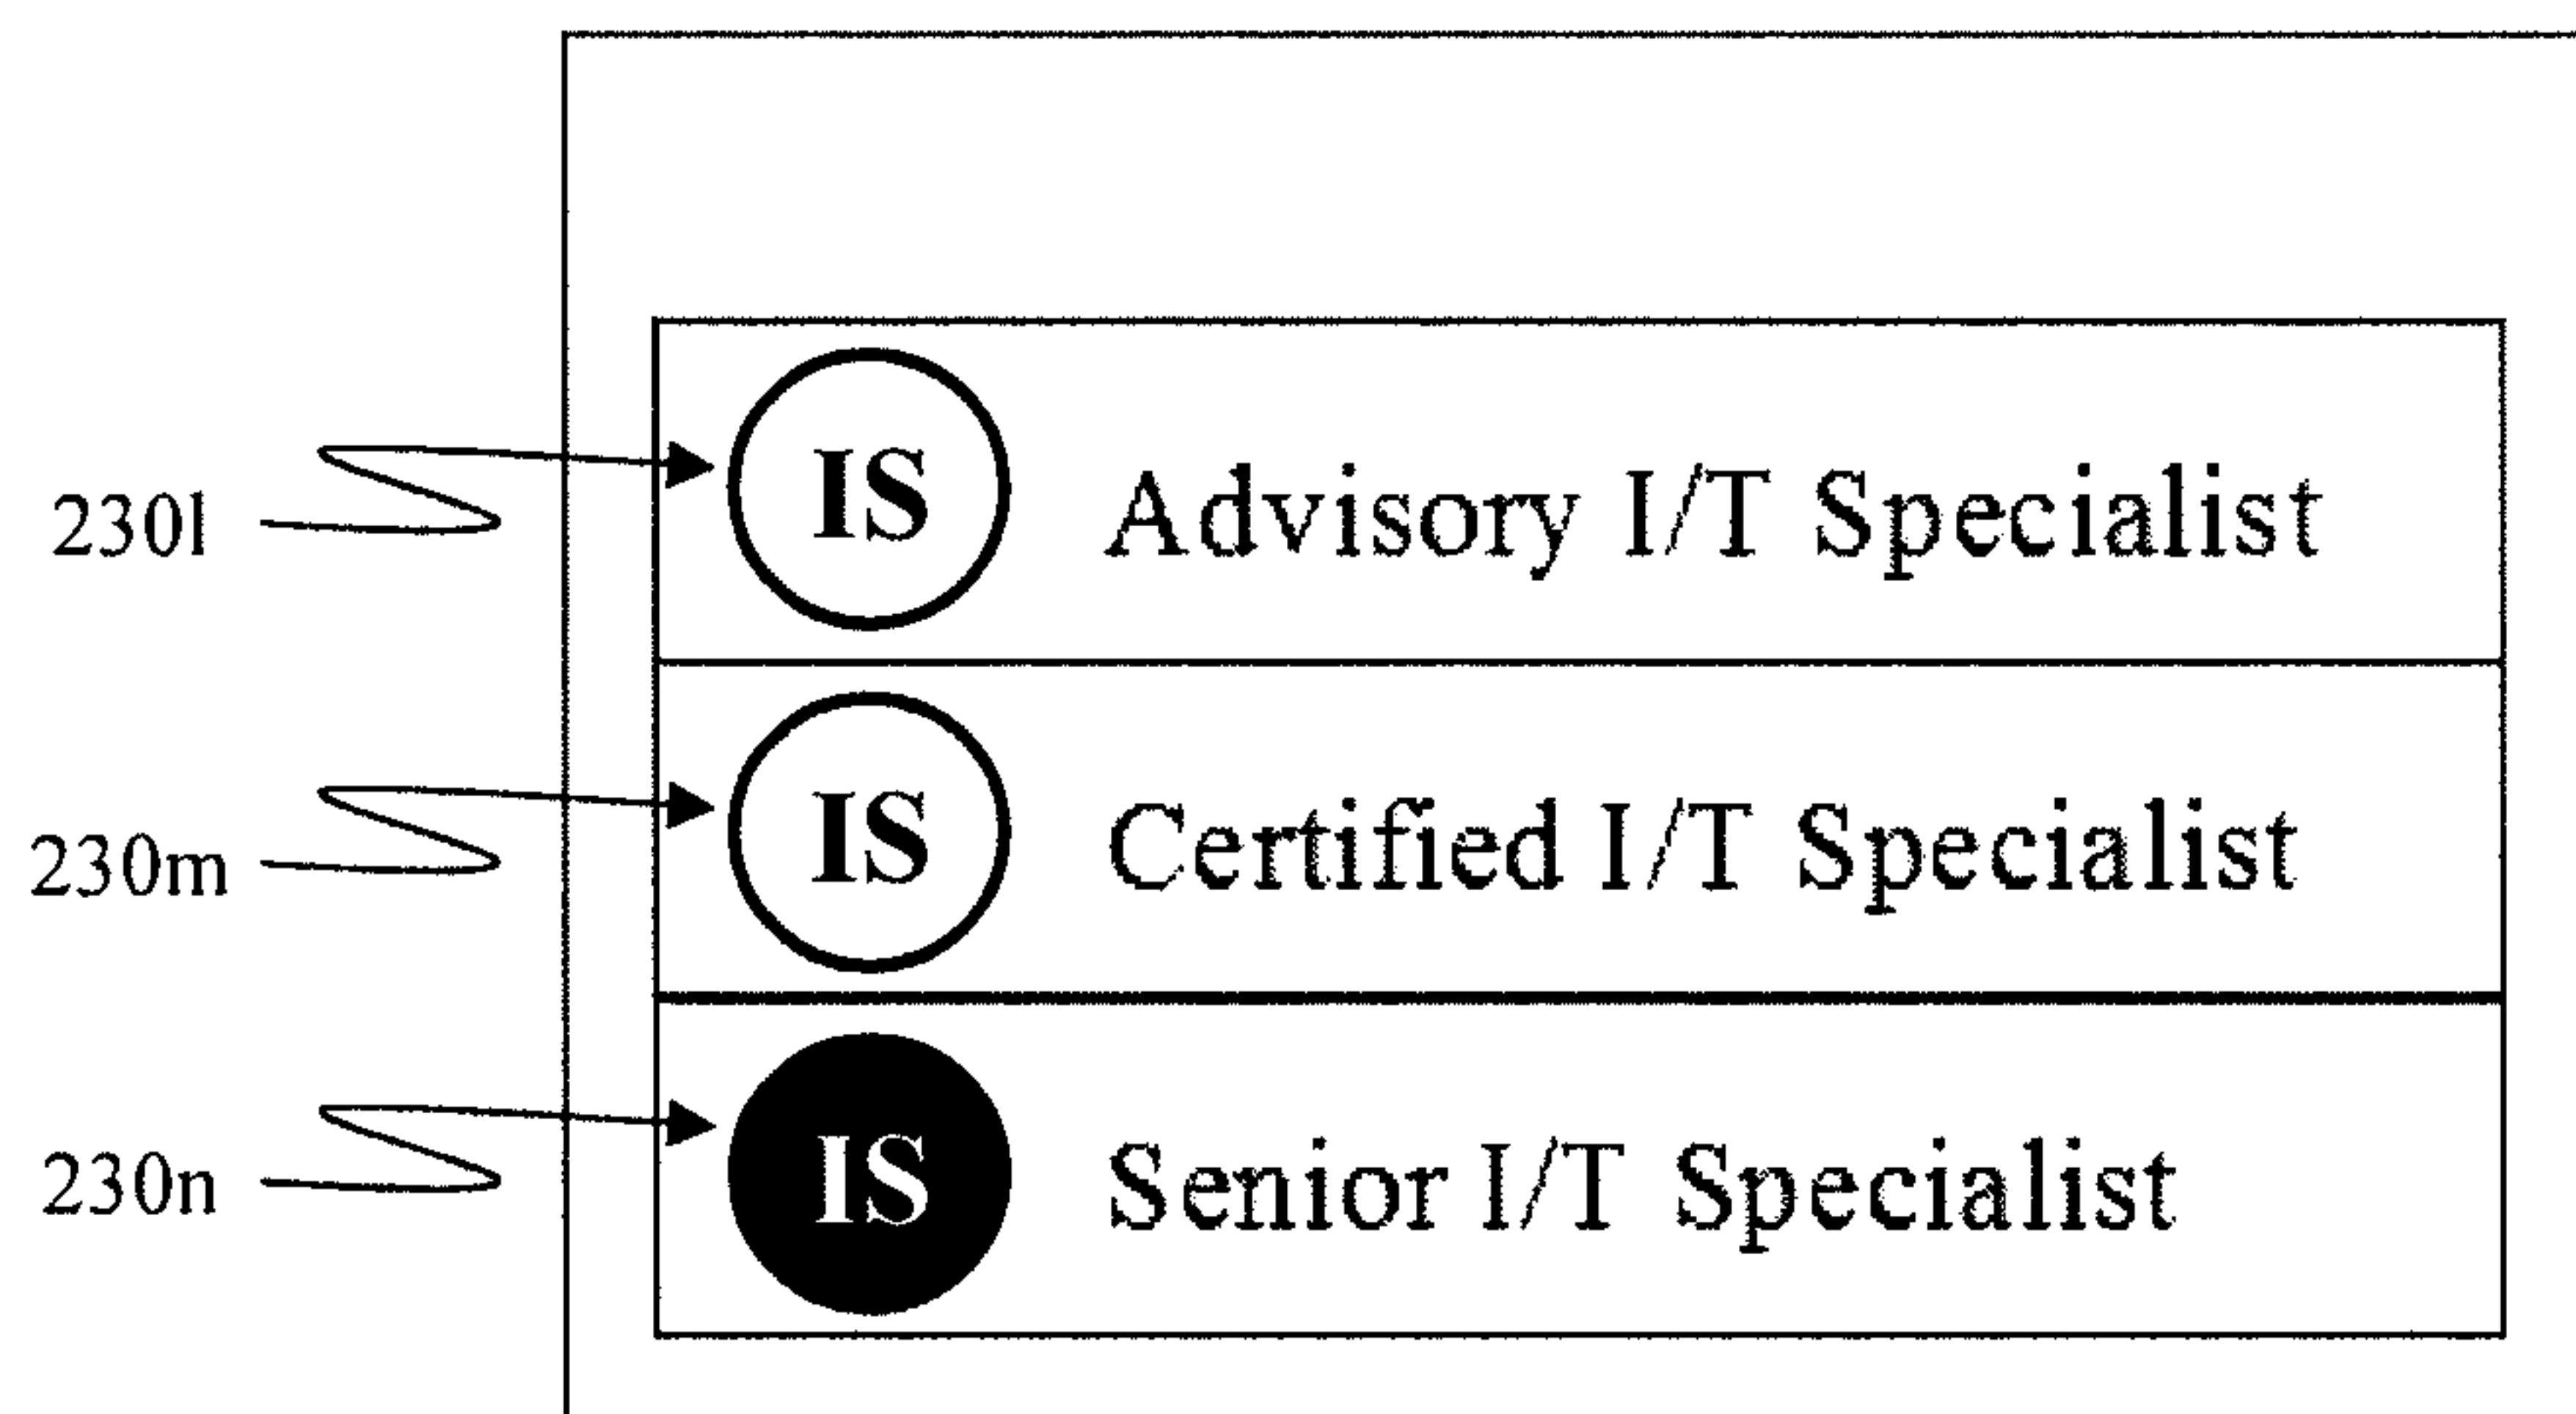 230l IS Advisory I/T Specialist
230m IS Certified I/T Specialist
230n IS Senior I/T Specialist